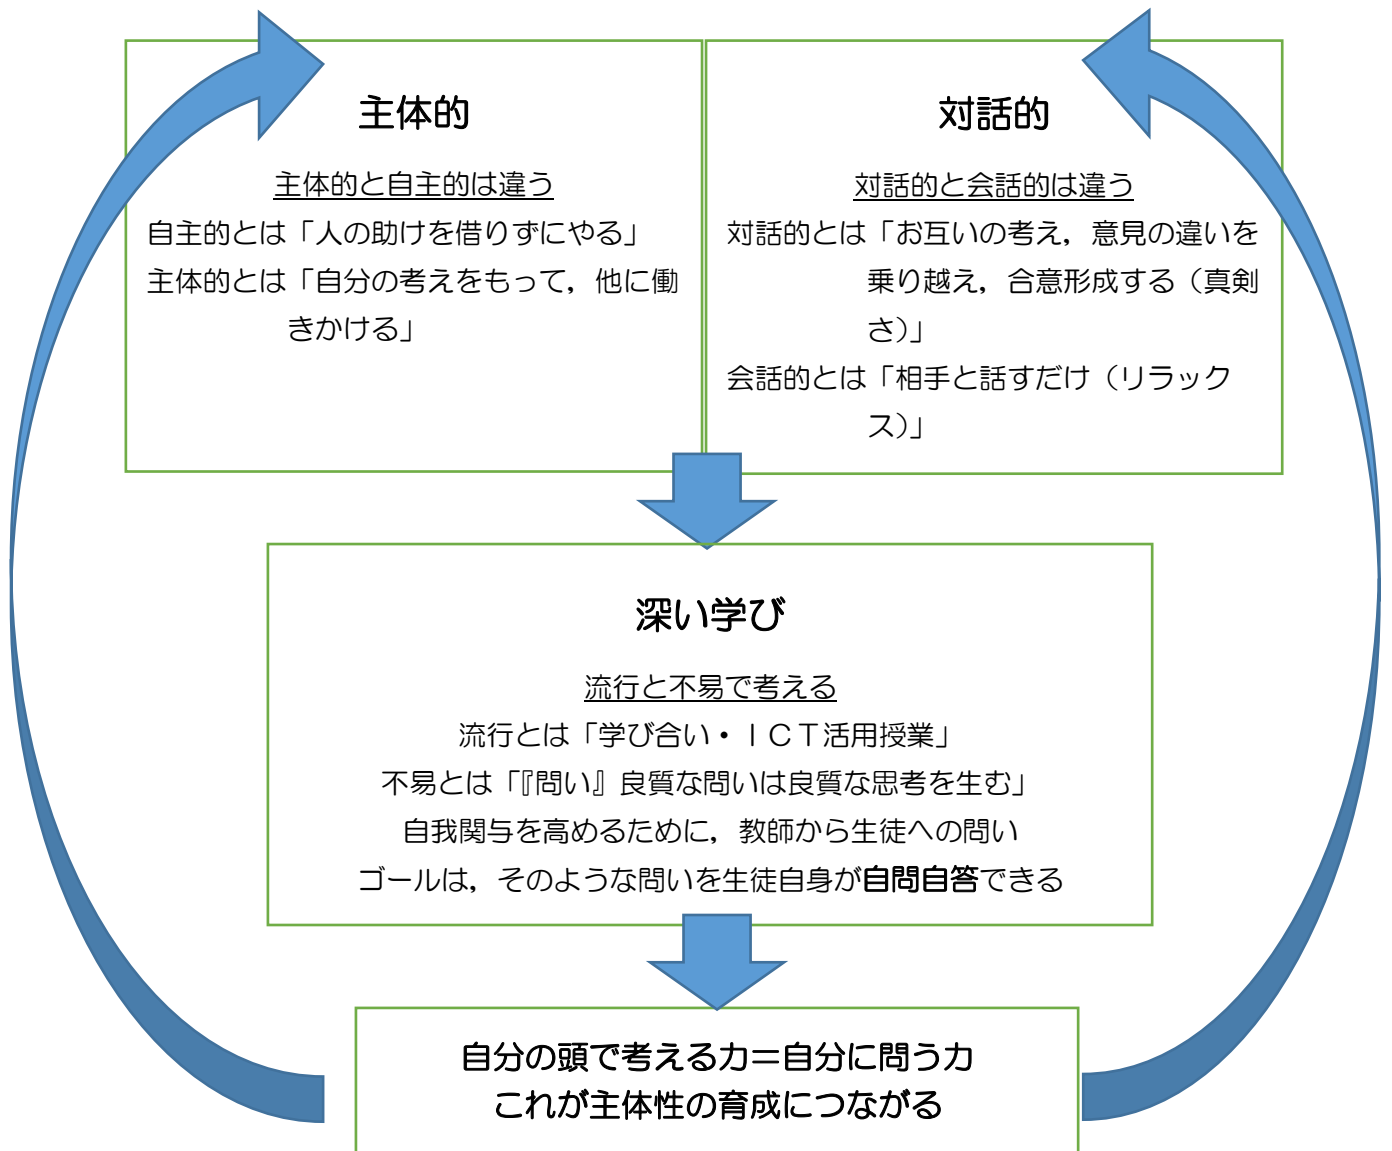 主体的
主体的と自主的は違う
自主的とは「人の助けを借りずにやる」
主体的とは「自分の考えをもって，他に働
きかける」
対話的
対話的と会話的は違う
対話的とは「お互いの考え，意見の違いを
乗り越え，合意形成する（真剣
さ）」
会話的とは「相手と話すだけ（リラック
ス）」
深い学び
流行と不易で考える
流行とは「学び合い・ＩＣＴ活用授業」
不易とは「『問い』良質な問いは良質な思考を生む」
自我関与を高めるために，教師から生徒への問い
ゴールは，そのような問いを生徒自身が自問自答できる
自分の頭で考える力＝自分に問う力
これが主体性の育成につながる